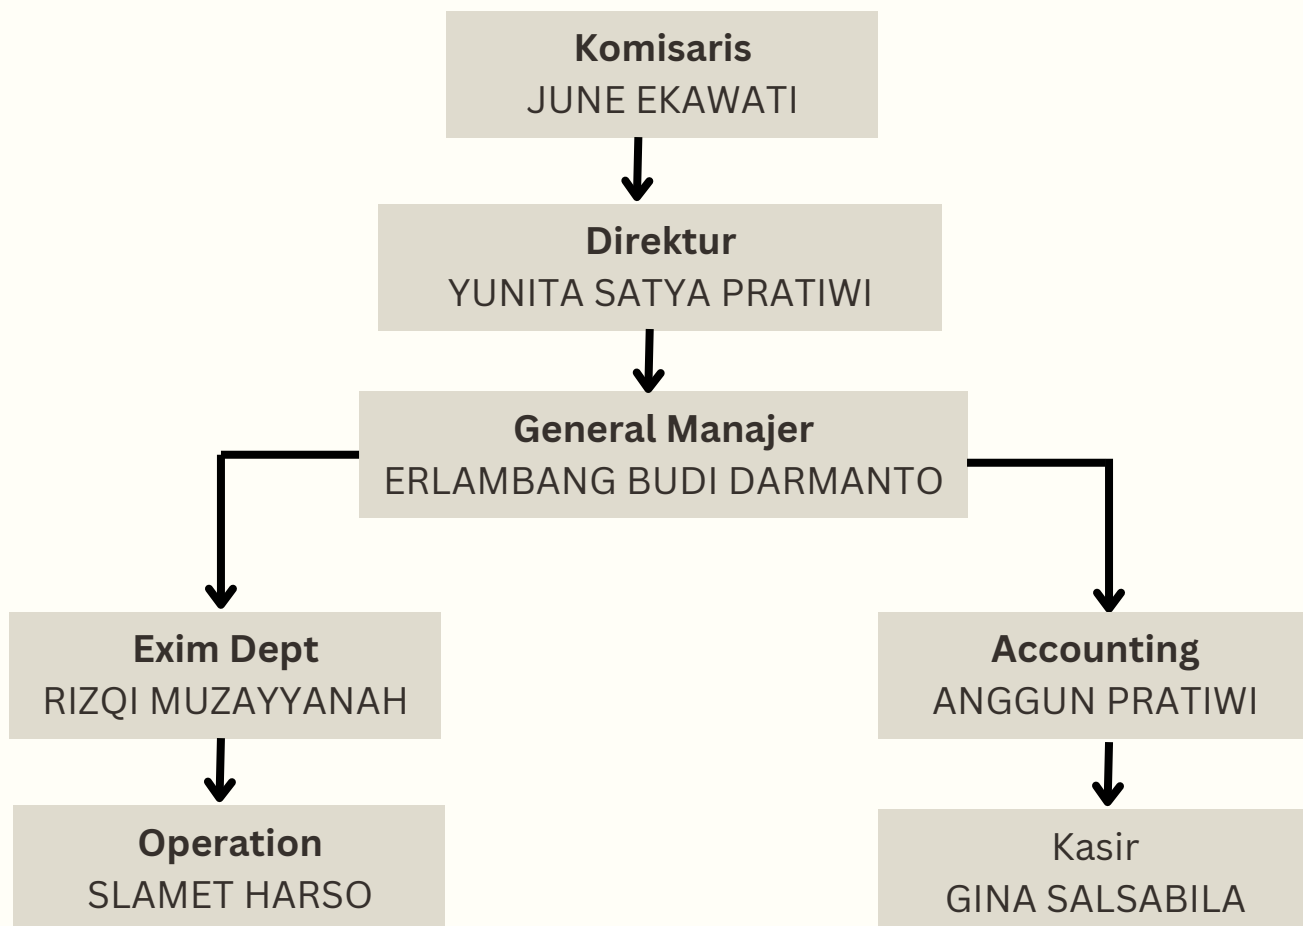 Komisaris
JUNE EKAWATI
Direktur
YUNITA SATYA PRATIWI
General Manajer
ERLAMBANG BUDI DARMANTO
Exim Dept
RIZQI MUZAYYANAH
Accounting
ANGGUN PRATIWI
Operation
SLAMET HARSO
Kasir
GINA SALSABILA